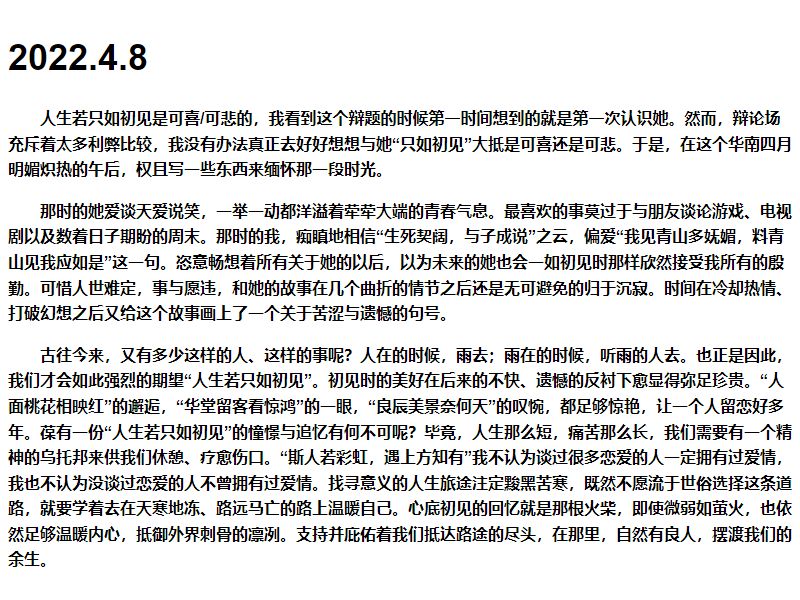 2022.4.8
人生若只如初见是可喜/可悲的，我看到这个辩题的时候第一时间想到的就是第一次认识她。然而，辩论场
充斥着太多利弊比较，我没有办法真正去好好想想与她“只如初见”大抵是可喜还是可悲。于是，在这个华南四月
明媚炽热的午后，权且写一些东西来缅怀那一段时光。
那时的她爱谈天爱说笑，一举一动都洋溢着荦荦大端的青春气息。最喜欢的事莫过于与朋友谈论游戏、电视
剧以及数着日子期盼的周末。那时的我，痴瞋地相信“生死契阔，与子成说”之云，偏爱“我见青山多妩媚，料青
山见我应如是”这一句。恣意畅想着所有关于她的以后，以为未来的她也会一如初见时那样欣然接受我所有的殷
勤。可惜人世难定，事与愿违，和她的故事在几个曲折的情节之后还是无可避免的归于沉寂。时间在冷却热情、
打破幻想之后又给这个故事画上了一个关于苦涩与遗憾的句号。
古往今来，又有多少这样的人、这样的事呢？人在的时候，雨去；雨在的时候，听雨的人去。也正是因此，
我们才会如此强烈的期望“人生若只如初见”。初见时的美好在后来的不快、遗憾的反衬下愈显得弥足珍贵。“人
面桃花相映红”的邂逅，“华堂留客看惊鸿”的一眼，“良辰美景奈何天”的叹惋，都足够惊艳，让一个人留恋好多
年。葆有一份“人生若只如初见”的憧憬与追忆有何不可呢？毕竟，人生那么短，痛苦那么长，我们需要有一个精
神的乌托邦来供我们休憩、疗愈伤口。“斯人若彩虹，遇上方知有”我不认为谈过很多恋爱的人一定拥有过爱情，
我也不认为没谈过恋爱的人不曾拥有过爱情。找寻意义的人生旅途注定黢黑苦寒，既然不愿流于世俗选择这条道
路，就要学着去在天寒地冻、路远马亡的路上温暖自己。心底初见的回忆就是那根火柴，即使微弱如萤火，也依
然足够温暖内心，抵御外界刺骨的凛冽。支持并庇佑着我们抵达路途的尽头，在那里，自然有良人，摆渡我们的
余生。